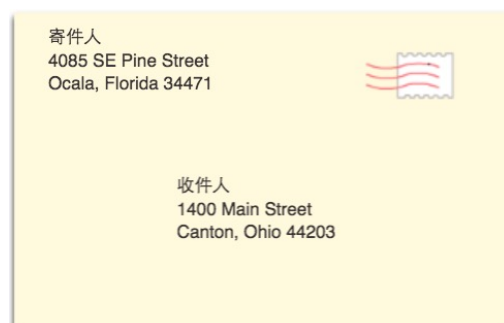 寄件人
4085 SE Pine Street
Ocala, Florida 34471
收件人
1400 Main Street
Canton, Ohio 44203